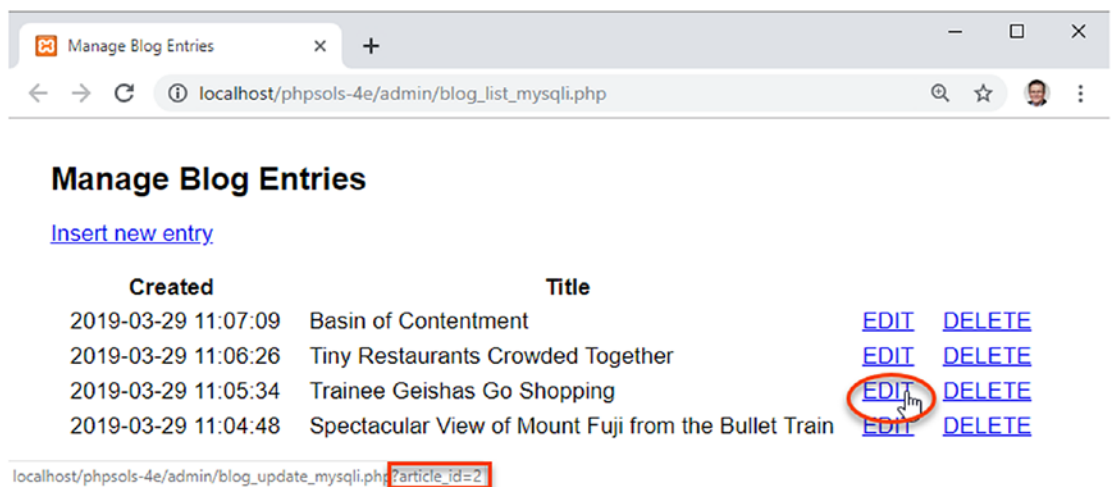 Manage Blog Entries
localhost/phpsols-4e/admin/blog_list_mysqli.php
Manage Blog Entries
Insert new entry
Created Title
2019-03-29 11:07:09 Basin of Contentment EDIT DELETE
2019-03-29 11:06:26 Tiny Restaurants Crowded Together EDIT DELETE
2019-03-29 11:05:34 Trainee Geishas Go Shopping EDIT DELETE
2019-03-29 11:04:48 Spectacular View of Mount Fuji from the Bullet Train EDIT DELETE
localhost/phpsols-4e/admin/blog_update_mysqli.php?article_id=2